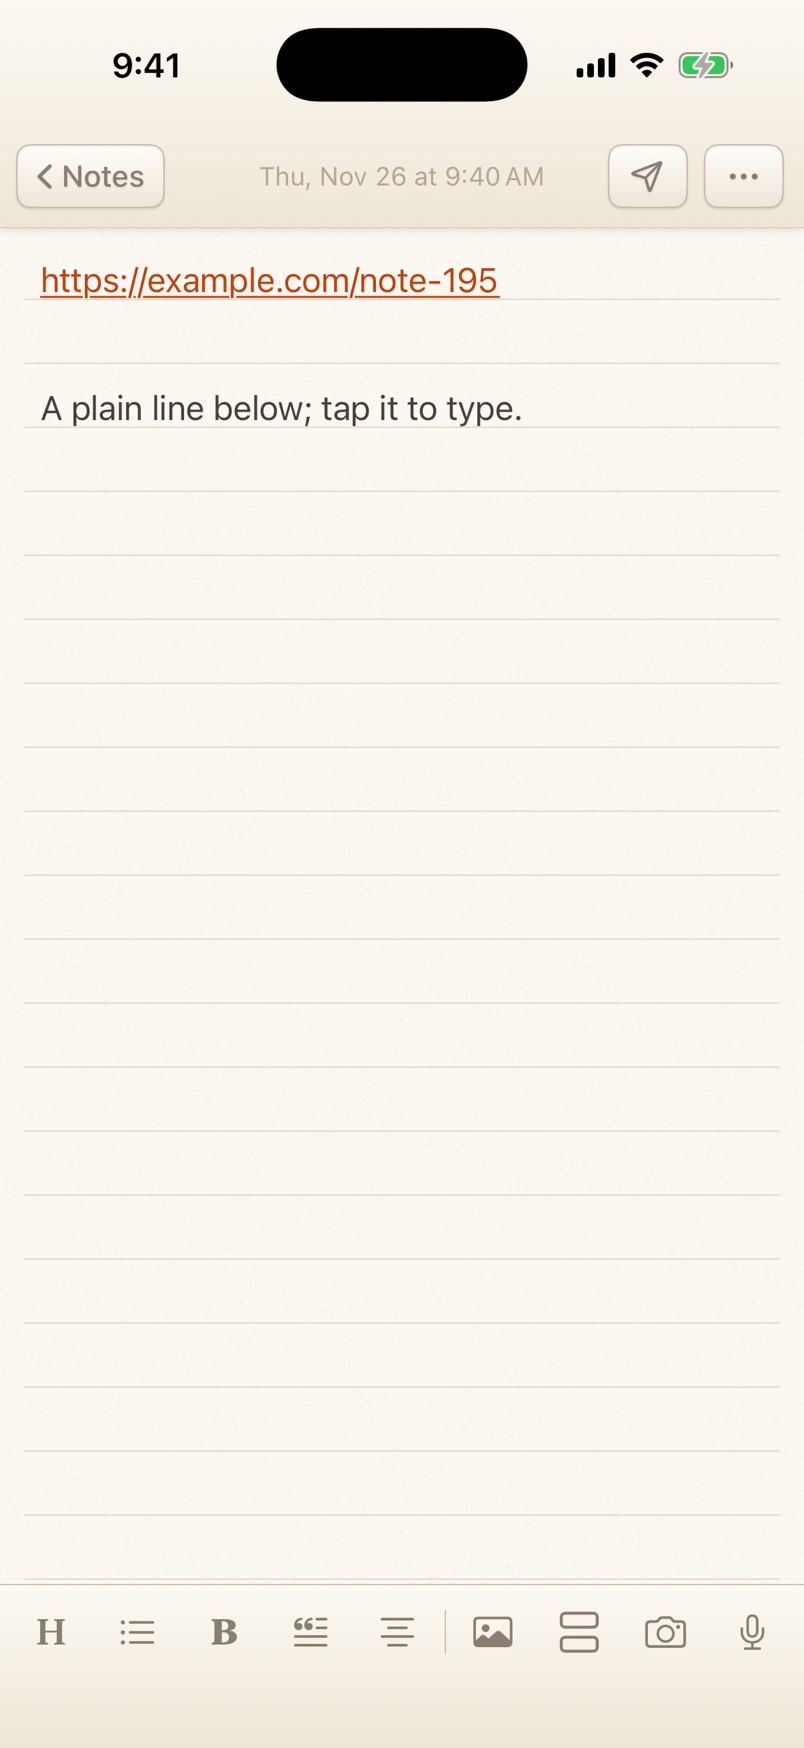 9:41
Notes
Thu, Nov 26 at 9:40 AM
https://example.com/note-195
A plain line below; tap it to type.
H
B